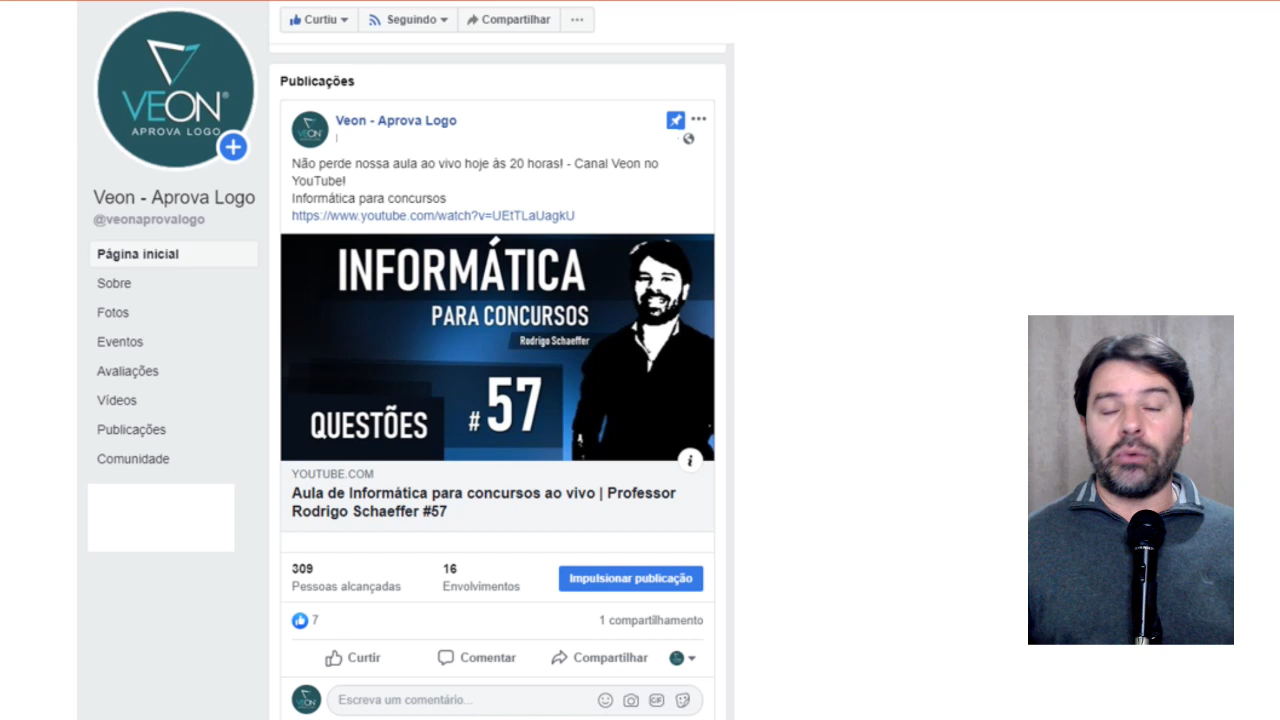 VEON®
APROVA LOGO
Veon - Aprova Logo
@veonaprovalogo
Página inicial
Sobre
Fotos
Eventos
Avaliações
Vídeos
Publicações
Comunidade
Curtiu
Seguindo
Compartilhar
Publicações
VEON
Veon - Aprova Logo
Não perde nossa aula ao vivo hoje às 20 horas! - Canal Veon no
YouTube!
Informática para concursos
https://www.youtube.com/watch?v=UEtTLaUagkU
INFORMÁTICA
PARA CONCURSOS
Rodrigo Schaeffer
QUESTÕES #57
YOUTUBE.COM
Aula de Informática para concursos ao vivo | Professor
Rodrigo Schaeffer #57
309
Pessoas alcançadas
16
Envolvimentos
Impulsionar publicação
7
1 compartilhamento
Curtir
Comentar
Compartilhar
VEON
Escreva um comentário...
GIF